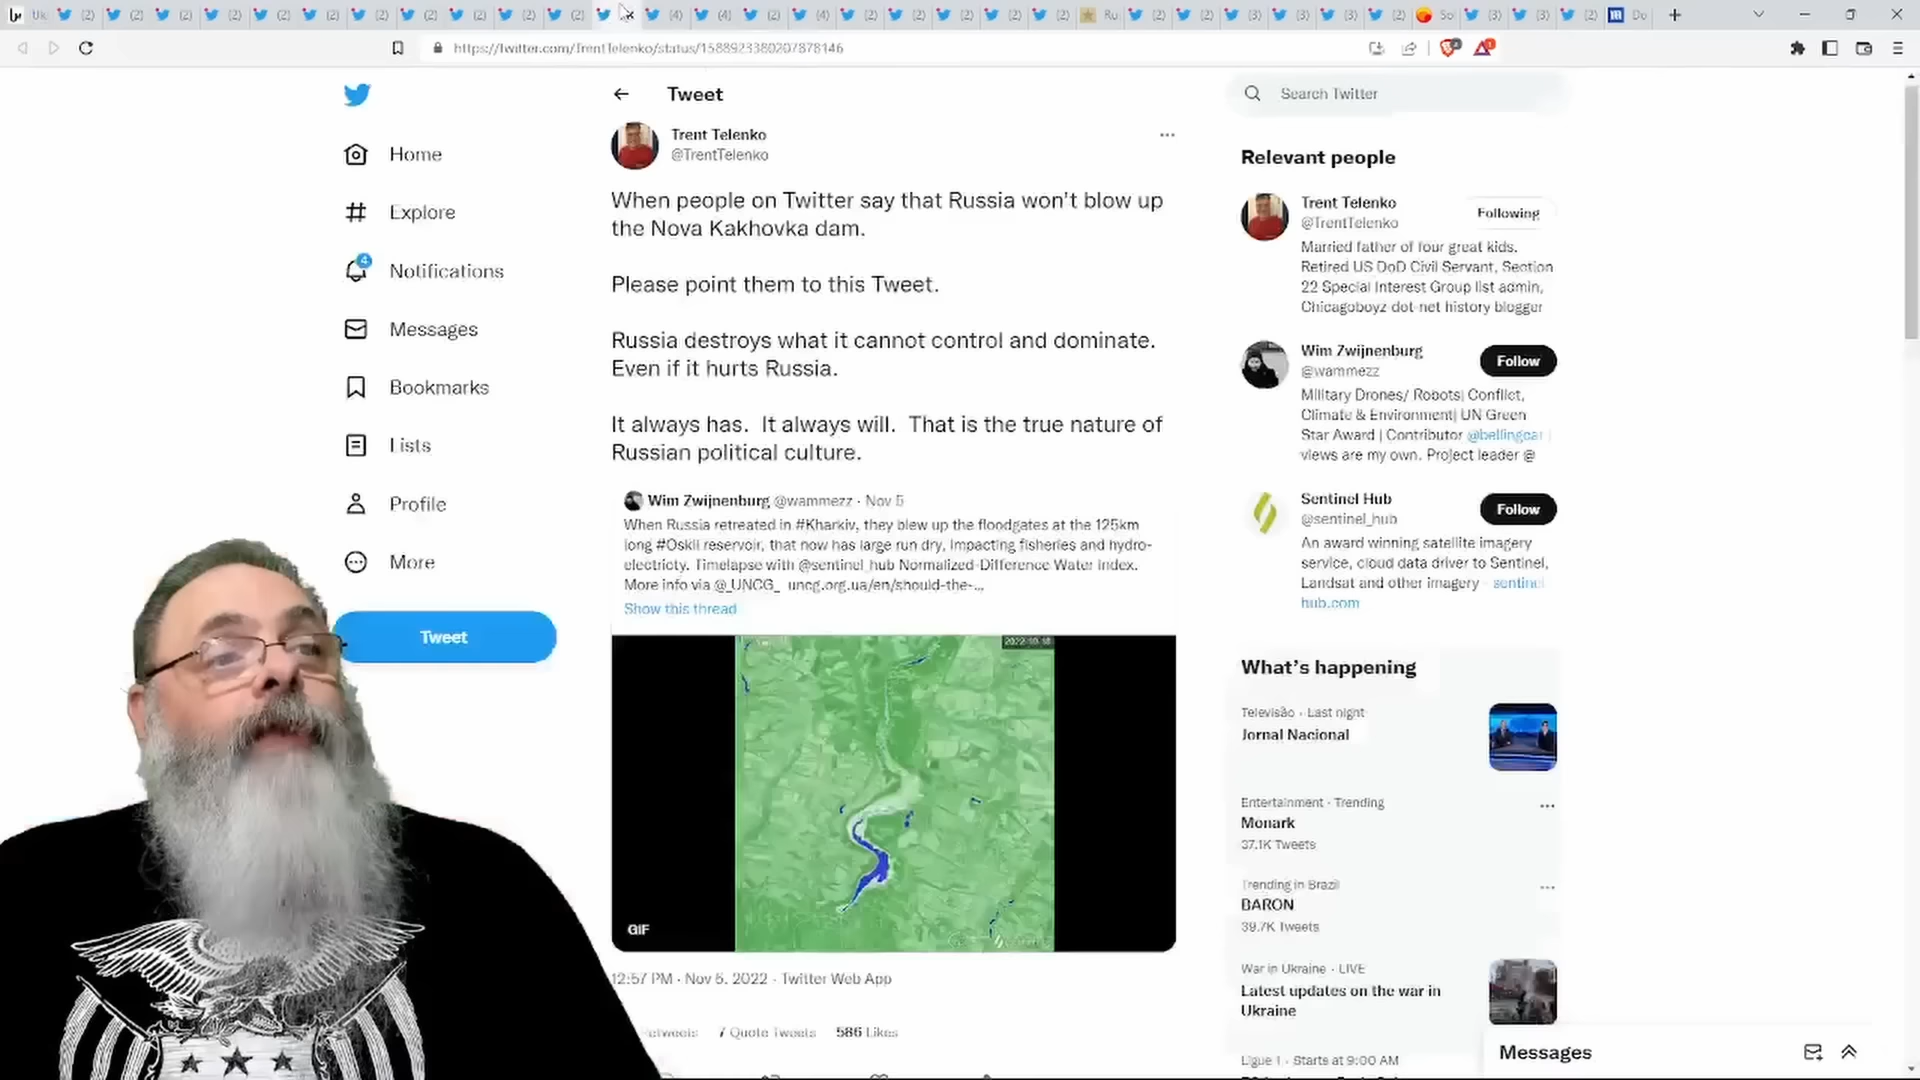 https://twitter.com/TrentTelenko/status/1588923380207878146
Tweet
Search Twitter
Home
Explore
4
Notifications
Messages
Bookmarks
Lists
Profile
More
Tweet
Trent Telenko
@TrentTelenko
When people on Twitter say that Russia won't blow up
the Nova Kakhovka dam.
Please point them to this Tweet.
Russia destroys what it cannot control and dominate.
Even if it hurts Russia.
It always has. It always will. That is the true nature of
Russian political culture.
Wim Zwijnenburg @wammezz · Nov 5
When Russia retreated in #Kharkiv, they blew up the floodgates at the 125km
long #Oskil reservoir, that now has large run dry, impacting fisheries and hydro-
electricty. Timelapse with @sentinel_hub Normalized-Difference Water Index.
More info via @_UNCG_ uncg.org.ua/en/should-the-...
Show this thread
2022-10-18
GIF
12:57 PM · Nov 5, 2022 · Twitter Web App
7 Quote Tweets 586 Likes
Relevant people
Trent Telenko
@TrentTelenko
Following
Married father of four great kids.
Retired US DoD Civil Servant, Section
22 Special Interest Group list admin,
Chicagoboyz dot-net history blogger
Wim Zwijnenburg
@wammezz
Follow
Military Drones/ Robots| Conflict,
Climate & Environment| UN Green
Star Award | Contributor @bellingcat
views are my own. Project leader @
Sentinel Hub
@sentinel_hub
Follow
An award winning satellite imagery
service, cloud data driver to Sentinel,
Landsat and other imagery - sentinel
hub.com
What's happening
Televisão · Last night
Jornal Nacional
Entertainment · Trending
Monark
37.1K Tweets
Trending in Brazil
BARON
39.7K Tweets
War in Ukraine · LIVE
Latest updates on the war in
Ukraine
Ligue 1 · Starts at 9:00 AM
Messages